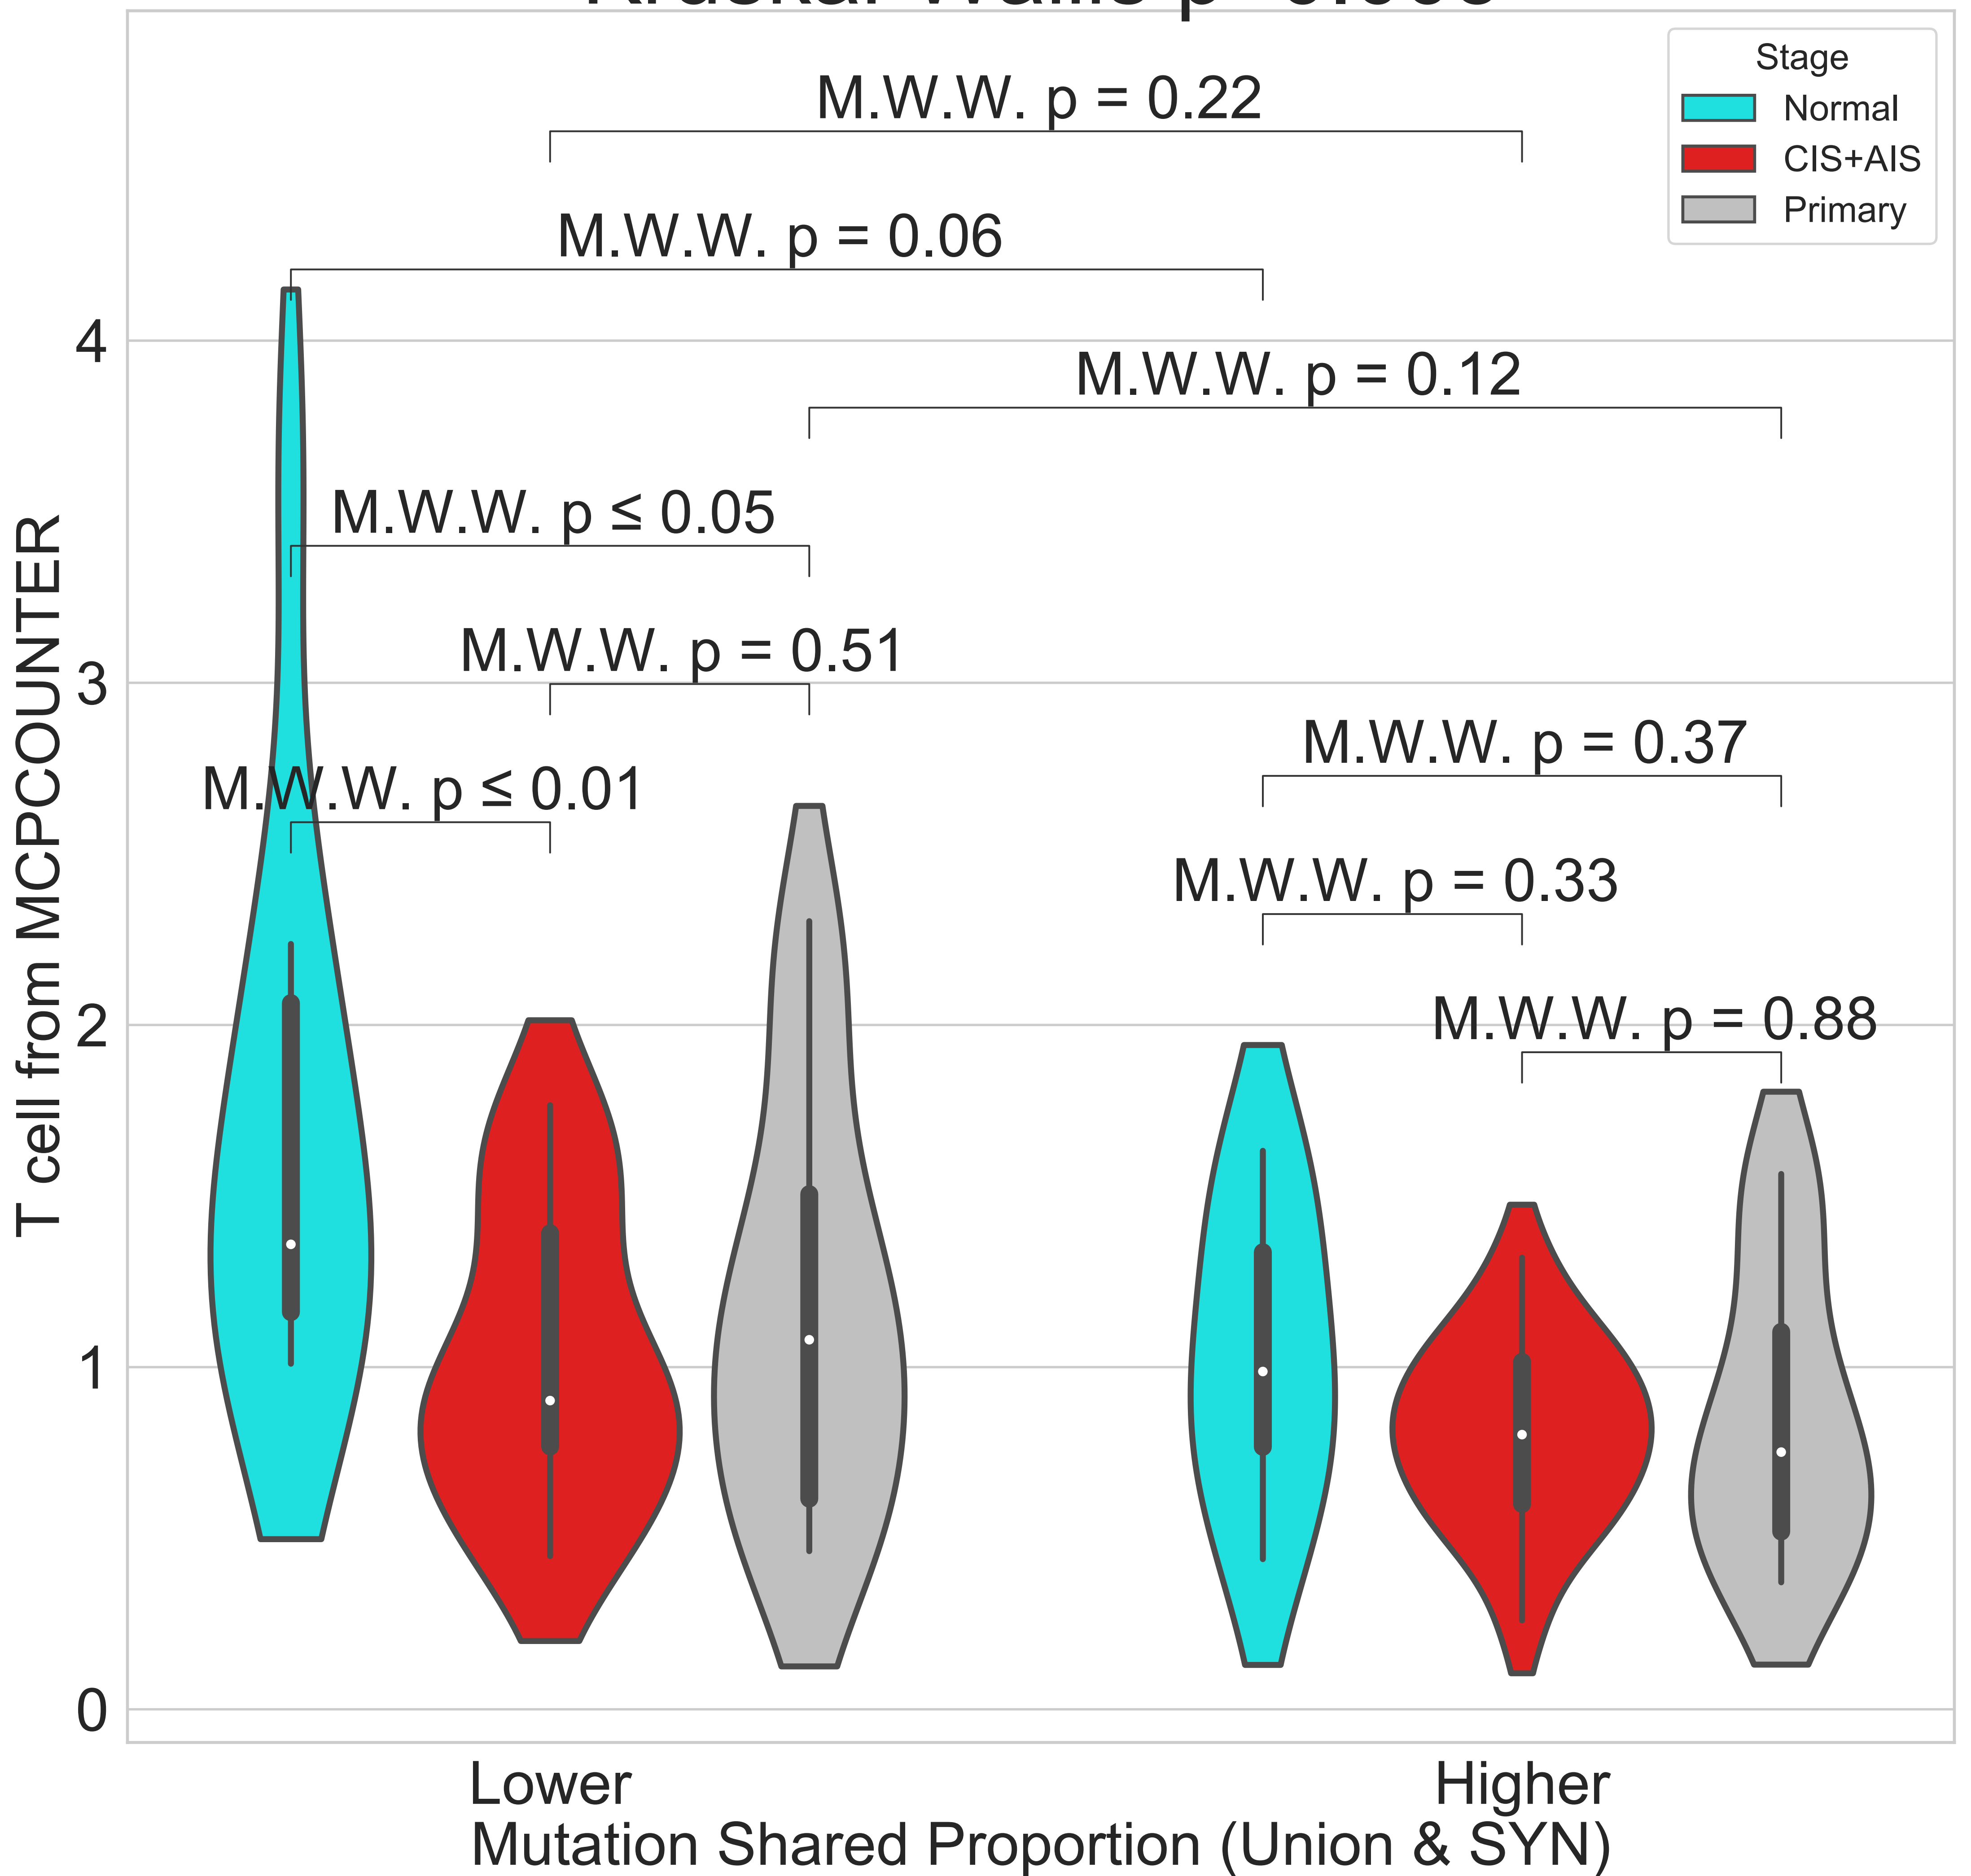 Stage
Normal
CIS+AIS
Primary
M.W.W. p = 0.22
M.W.W. p = 0.06
M.W.W. p = 0.12
M.W.W. p ≤ 0.05
M.W.W. p = 0.51
M.W.W. p ≤ 0.01
M.W.W. p = 0.37
M.W.W. p = 0.33
M.W.W. p = 0.88
T cell from MCPCOUNTER
4
3
2
1
0
Lower
Higher
Mutation Shared Proportion (Union & SYN)